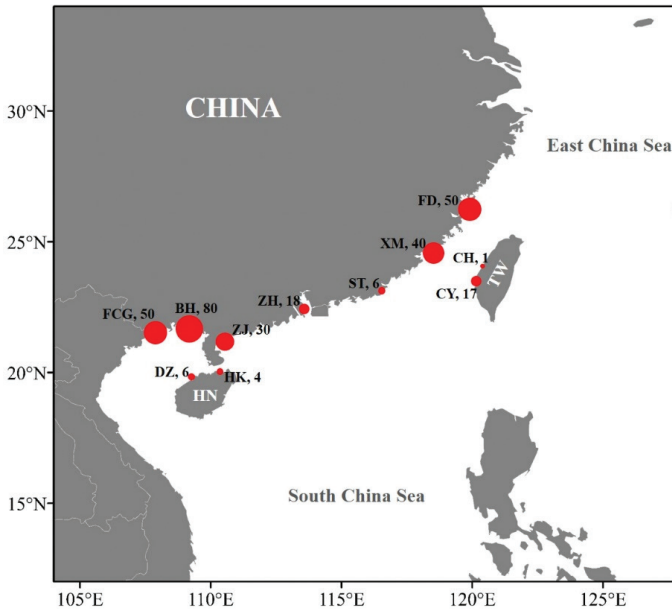 CHINA
30°N
East China Sea
FD, 50
25°N
XM, 40
CH, 1
TW
ST, 6
CY, 17
ZH, 18
BH, 80
FCG, 50
ZJ, 30
20°N
DZ, 6
HK, 4
HN
15°N
South China Sea
105°E
110°E
115°E
120°E
125°E